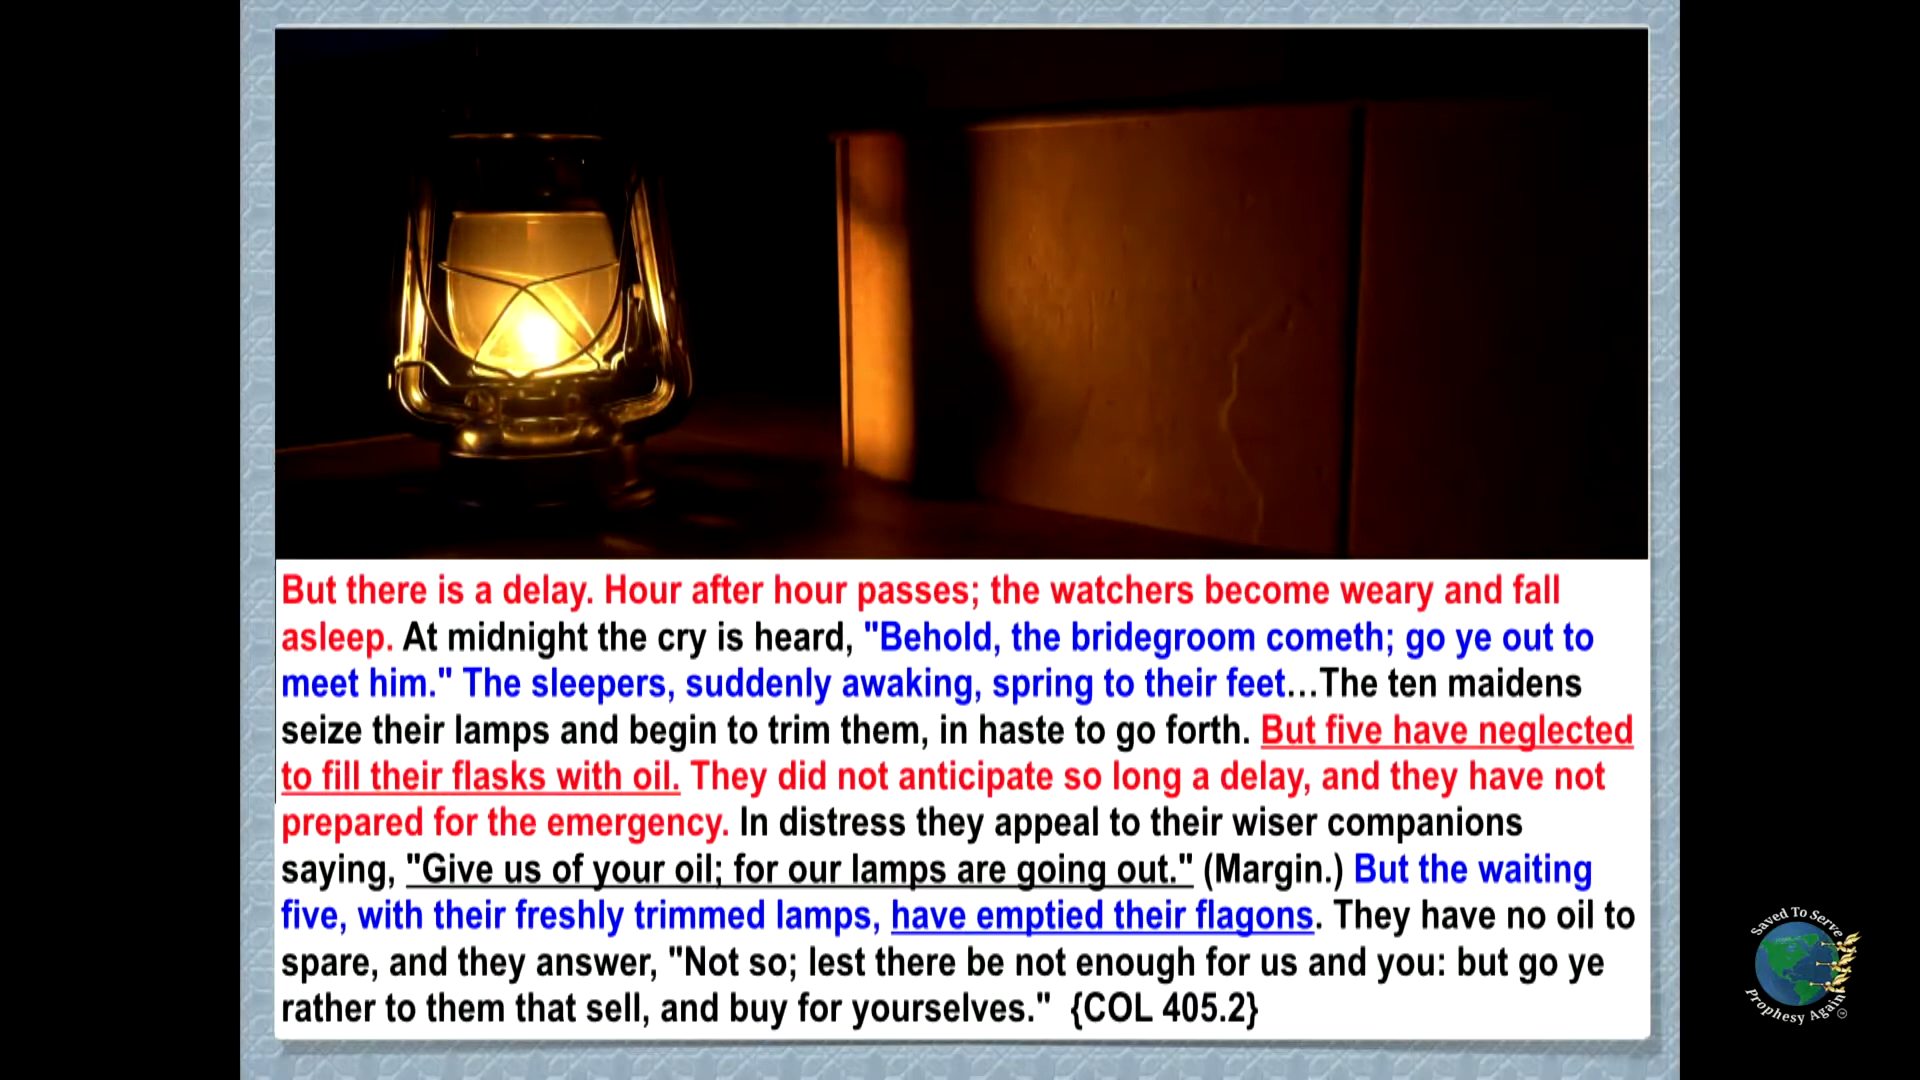 But there is a delay. Hour after hour passes; the watchers become weary and fall
asleep. At midnight the cry is heard, "Behold, the bridegroom cometh; go ye out to
meet him." The sleepers, suddenly awaking, spring to their feet…The ten maidens
seize their lamps and begin to trim them, in haste to go forth. But five have neglected
to fill their flasks with oil. They did not anticipate so long a delay, and they have not
prepared for the emergency. In distress they appeal to their wiser companions
saying, "Give us of your oil; for our lamps are going out." (Margin.) But the waiting
five, with their freshly trimmed lamps, have emptied their flagons. They have no oil to
spare, and they answer, "Not so; lest there be not enough for us and you: but go ye
rather to them that sell, and buy for yourselves." {COL 405.2}
Saved To Serve
Prophesy Again